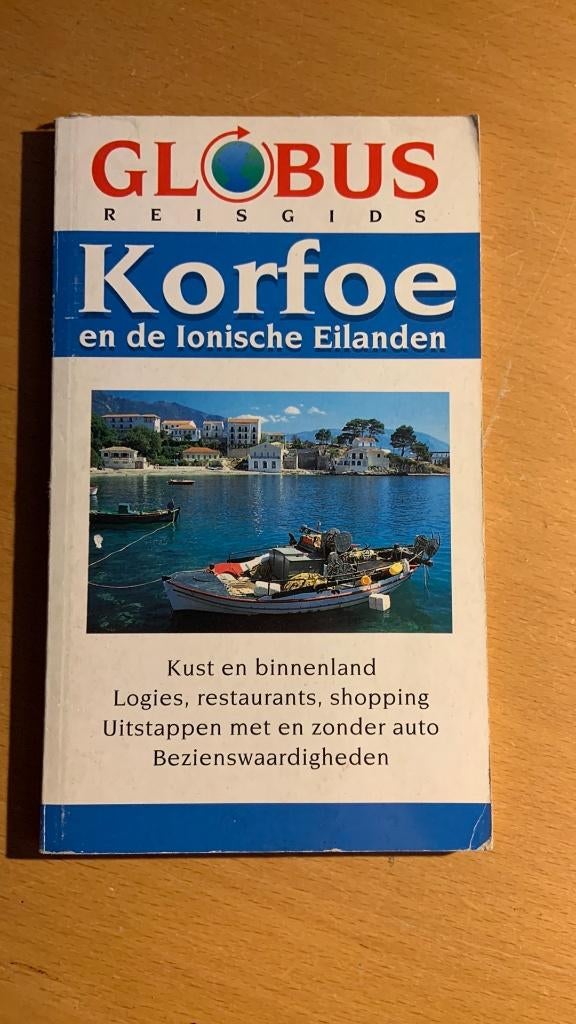 GLOBUS
REISGIDS
Korfoe
en de Ionische Eilanden
Kust en binnenland
Logies, restaurants, shopping
Uitstappen met en zonder auto
Bezienswaardigheden